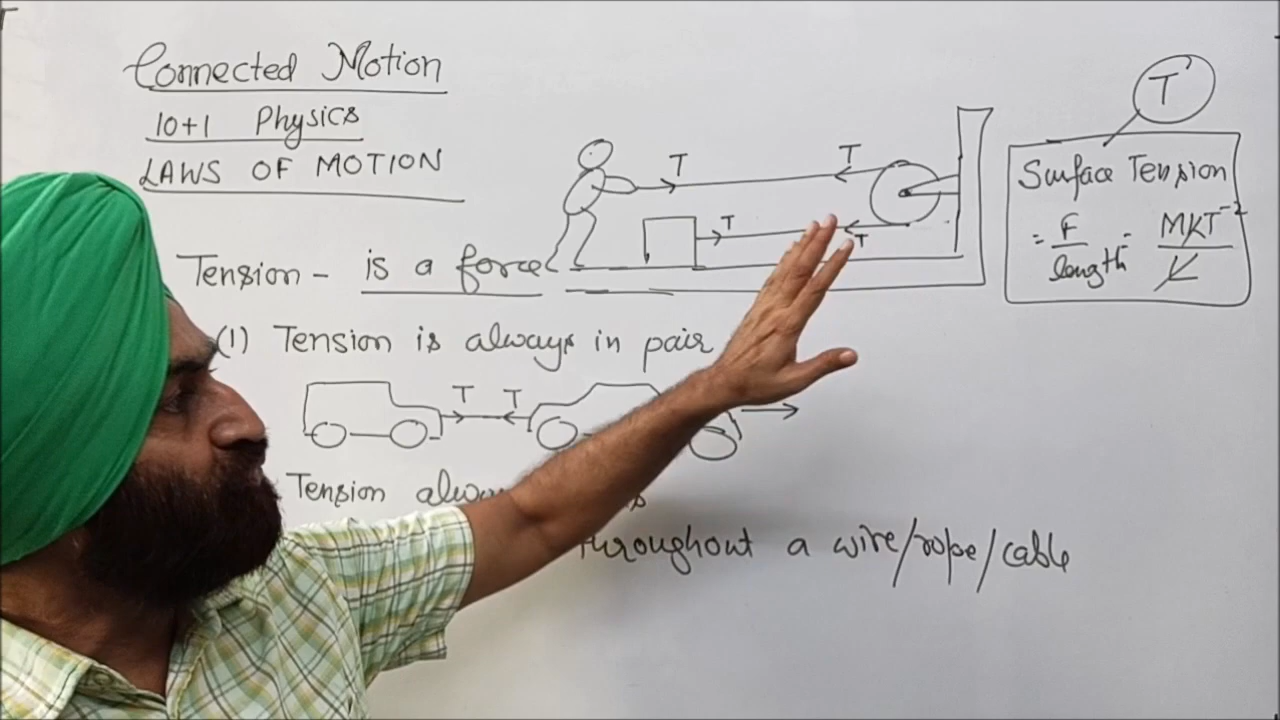 Connected Motion
10+1 Physics
LAWS OF MOTION
T T
T T
T
Surface Tension
= F / length = MLT⁻² / L
Tension - is a force
(1) Tension is always in pair
T T
Tension
throughout a wire/rope/cable